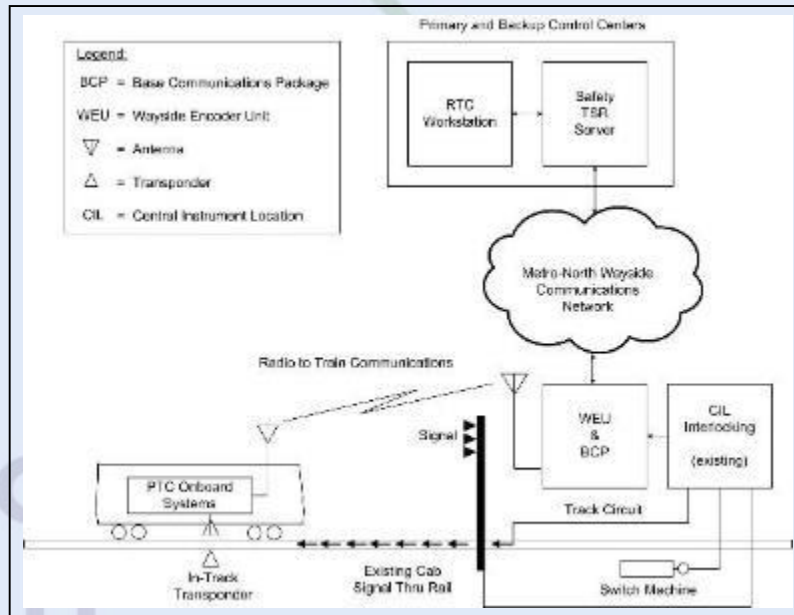 Primary and Backup Control Centers
Legend:
BCP = Base Communications Package
WEU = Wayside Encoder Unit
= Antenna
= Transponder
CIL = Central Instrument Location
RTC
Workstation
Safety
TSR
Server
Metro-North Wayside
Communications
Network
Radio to Train Communications
Signal
WEU
&
BCP
CIL
Interlocking
(existing)
PTC Onboard
Systems
Track Circuit
In-Track
Transponder
Existing Cab
Signal Thru Rail
Switch Machine